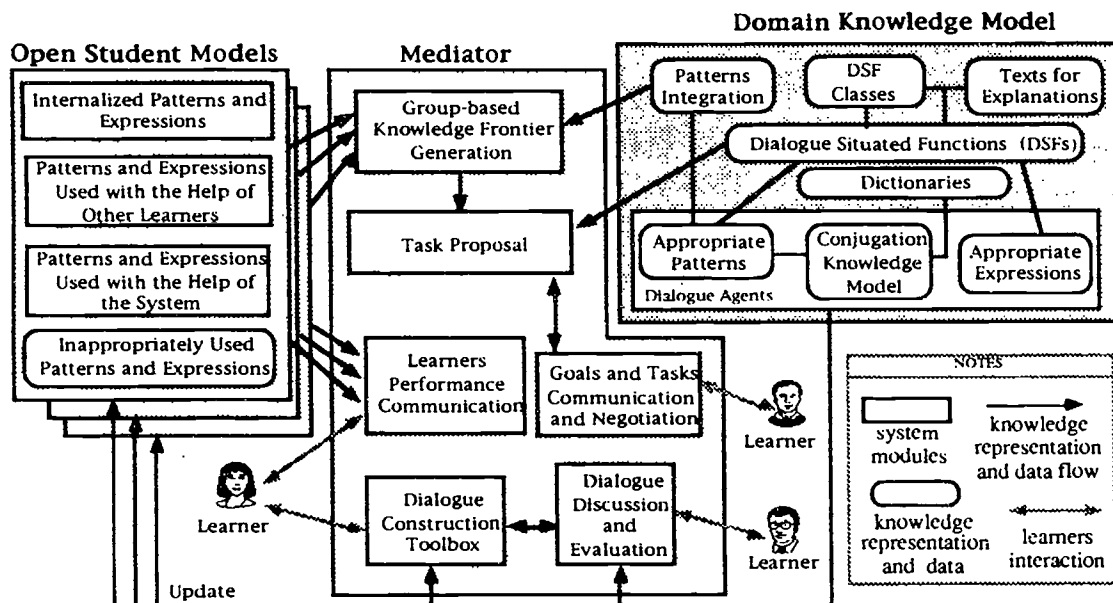 Domain Knowledge Model
Open Student Models
Mediator
Internalized Patterns and
Expressions
Patterns and Expressions
Used with the Help of
Other Learners
Patterns and Expressions
Used with the Help of
the System
Inappropriately Used
Patterns and Expressions
Group-based
Knowledge Frontier
Generation
Task Proposal
Learners
Performance
Communication
Goals and Tasks
Communication
and Negotiation
Dialogue
Construction
Toolbox
Dialogue
Discussion
and
Evaluation
Patterns
Integration
DSF
Classes
Texts for
Explanations
Dialogue Situated Functions (DSFs)
Dictionaries
Appropriate
Patterns
Conjugation
Knowledge
Model
Appropriate
Expressions
Dialogue Agents
Learner
Learner
Learner
Update
NOTES
system
modules
knowledge
representation
and data flow
knowledge
representation
and data
learners
interaction